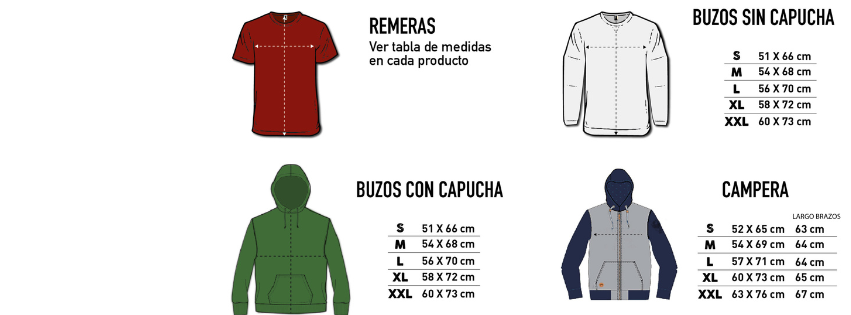 REMERAS
Ver tabla de medidas
en cada producto
BUZOS SIN CAPUCHA
S 51 X 66 cm
M 54 X 68 cm
L 56 X 70 cm
XL 58 X 72 cm
XXL 60 X 73 cm
BUZOS CON CAPUCHA
S 51 X 66 cm
M 54 X 68 cm
L 56 X 70 cm
XL 58 X 72 cm
XXL 60 X 73 cm
CAMPERA
LARGO BRAZOS
S 52 X 65 cm 63 cm
M 54 X 69 cm 64 cm
L 57 X 71 cm 64 cm
XL 60 X 73 cm 65 cm
XXL 63 X 76 cm 67 cm